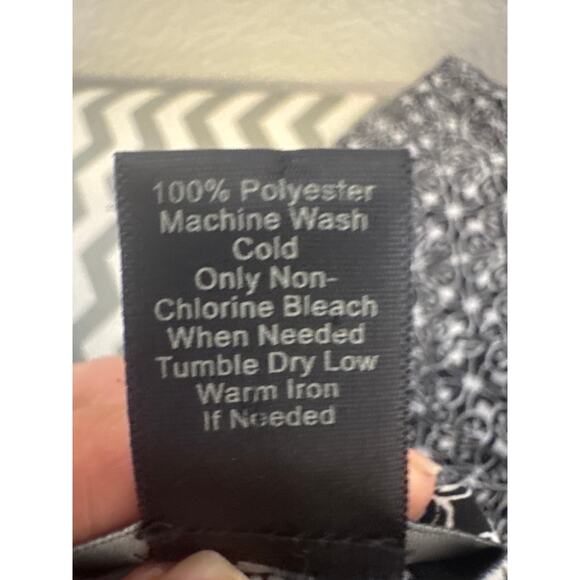 100% Polyester
Machine Wash
Cold
Only Non-
Chlorine Bleach
When Needed
Tumble Dry Low
Warm Iron
If Needed